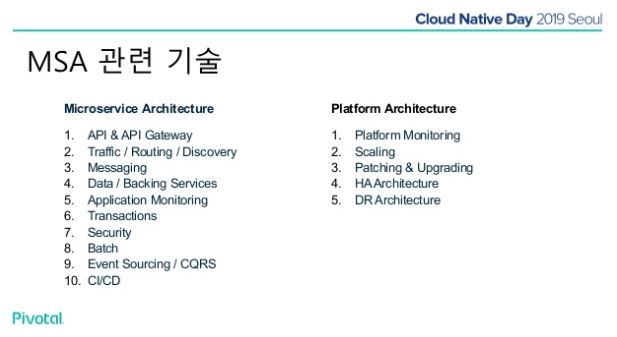 Cloud Native Day 2019 Seoul
MSA 관련 기술
Microservice Architecture
1. API & API Gateway
2. Traffic / Routing / Discovery
3. Messaging
4. Data / Backing Services
5. Application Monitoring
6. Transactions
7. Security
8. Batch
9. Event Sourcing / CQRS
10. CI/CD
Platform Architecture
1. Platform Monitoring
2. Scaling
3. Patching & Upgrading
4. HA Architecture
5. DR Architecture
Pivotal